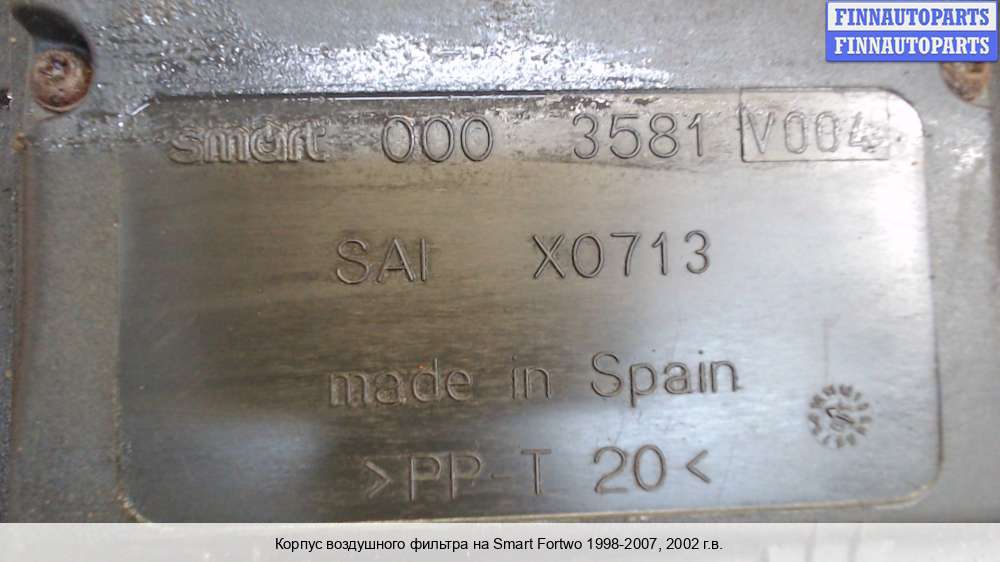 FINNAUTOPARTS
FINNAUTOPARTS
smart 000 3581 V004
SAI X0713
made in Spain
>PP-T 20<
Корпус воздушного фильтра на Smart Fortwo 1998-2007, 2002 г.в.